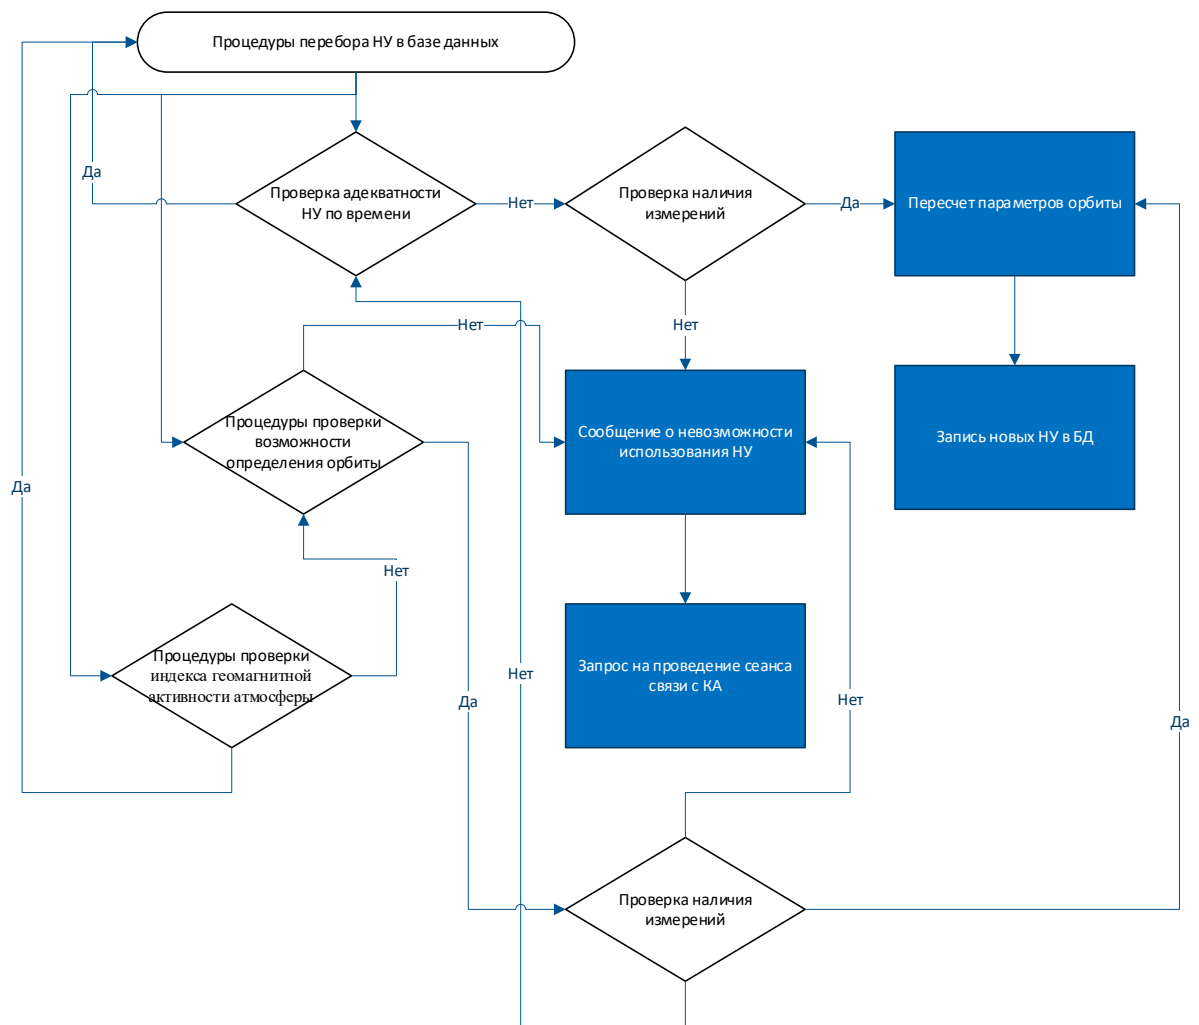 Процедуры перебора НУ в базе данных
Да
Проверка адекватности
НУ по времени
Нет
Проверка наличия
измерений
Да
Пересчет параметров орбиты
Нет
Нет
Процедуры проверки
возможности
определения орбиты
Сообщение о невозможности
использования НУ
Запись новых НУ в БД
Да
Нет
Процедуры проверки
индекса геомагнитной
активности атмосферы
Запрос на проведение сеанса
связи с КА
Нет
Да
Нет
Да
Проверка наличия
измерений